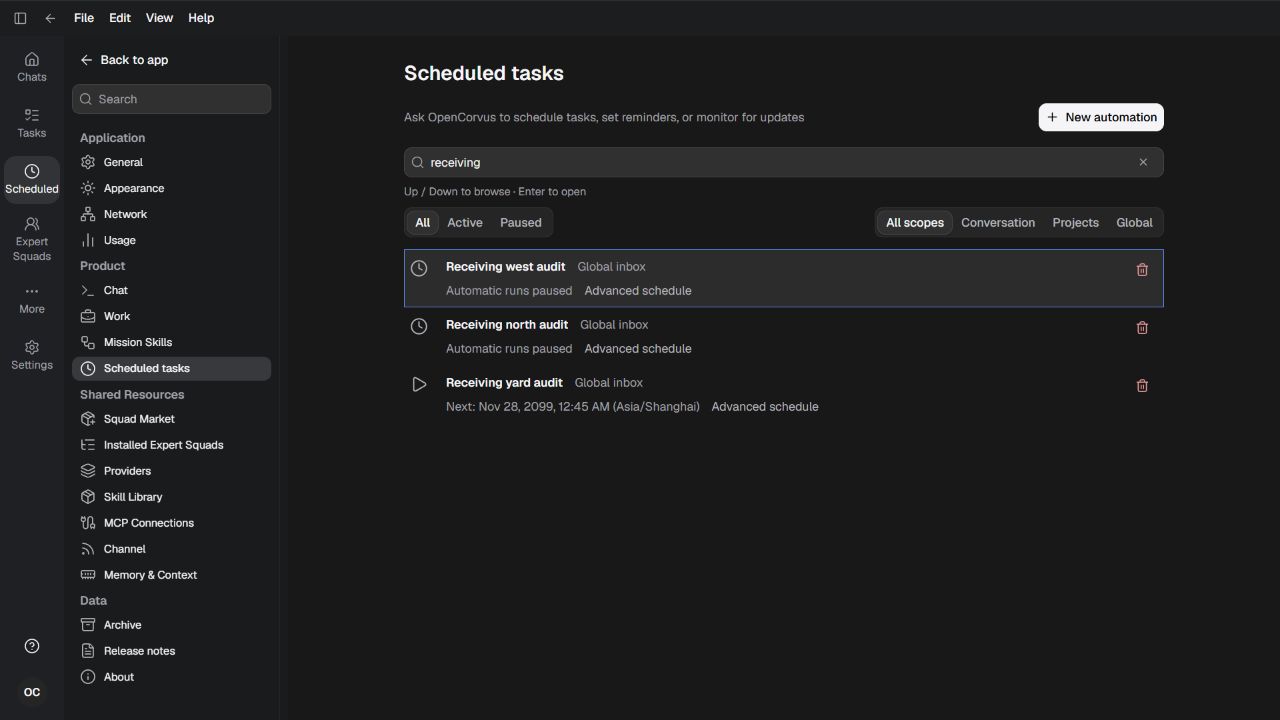 File Edit View Help
Chats
Tasks
Scheduled
Expert
Squads
More
Settings
OC
Back to app
Search
Application
General
Appearance
Network
Usage
Product
Chat
Work
Mission Skills
Scheduled tasks
Shared Resources
Squad Market
Installed Expert Squads
Providers
Skill Library
MCP Connections
Channel
Memory & Context
Data
Archive
Release notes
About
Scheduled tasks
Ask OpenCorvus to schedule tasks, set reminders, or monitor for updates
New automation
receiving
Up / Down to browse · Enter to open
All Active Paused
All scopes Conversation Projects Global
Receiving west audit Global inbox
Automatic runs paused Advanced schedule
Receiving north audit Global inbox
Automatic runs paused Advanced schedule
Receiving yard audit Global inbox
Next: Nov 28, 2099, 12:45 AM (Asia/Shanghai) Advanced schedule